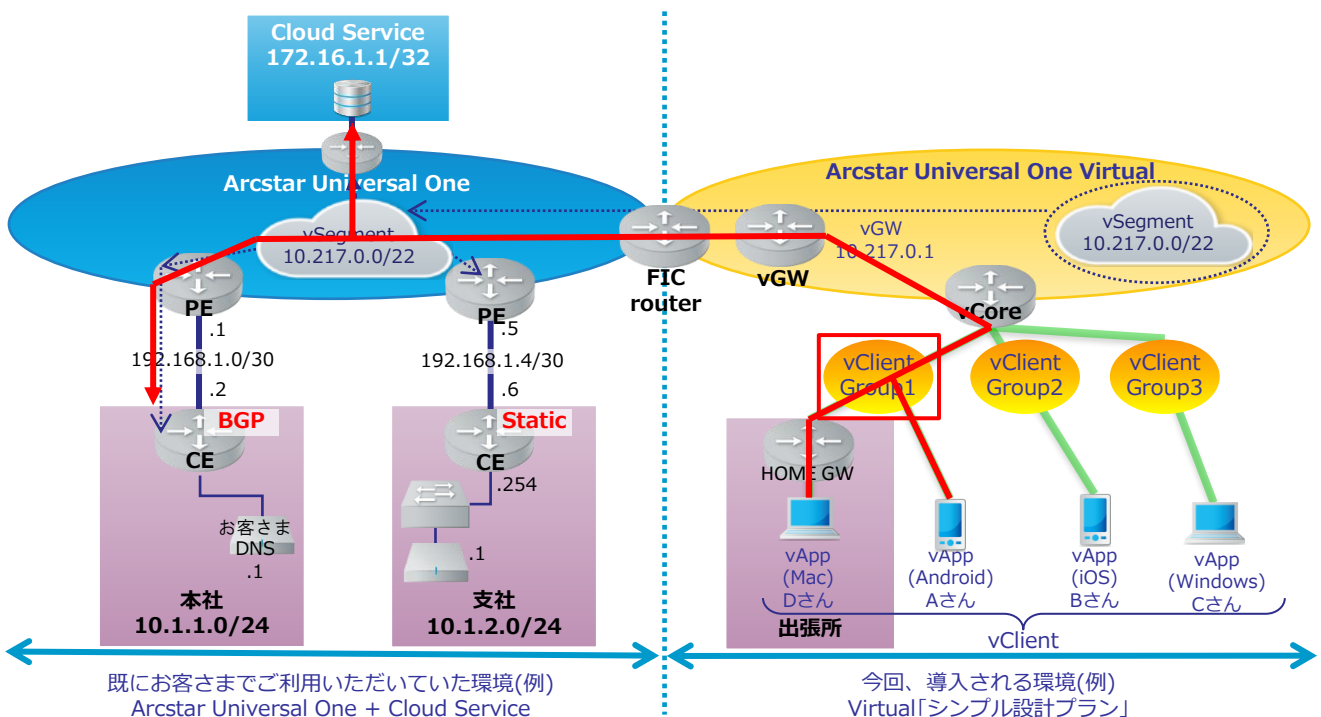 Cloud Service
172.16.1.1/32
Arcstar Universal One
vSegment
10.217.0.0/22
PE
.1
192.168.1.0/30
.2
BGP
CE
お客さま
DNS
.1
本社
10.1.1.0/24
PE
.5
192.168.1.4/30
.6
Static
CE
.254
.1
支社
10.1.2.0/24
既にお客さまでご利用いただいていた環境(例)
Arcstar Universal One + Cloud Service
FIC
router
Arcstar Universal One Virtual
vGW
vGW
10.217.0.1
vSegment
10.217.0.0/22
vCore
vClient
Group1
vClient
Group2
vClient
Group3
HOME GW
vApp
(Mac)
Dさん
vApp
(Android)
Aさん
vApp
(iOS)
Bさん
vApp
(Windows)
Cさん
出張所
vClient
今回、導入される環境(例)
Virtual「シンプル設計プラン」